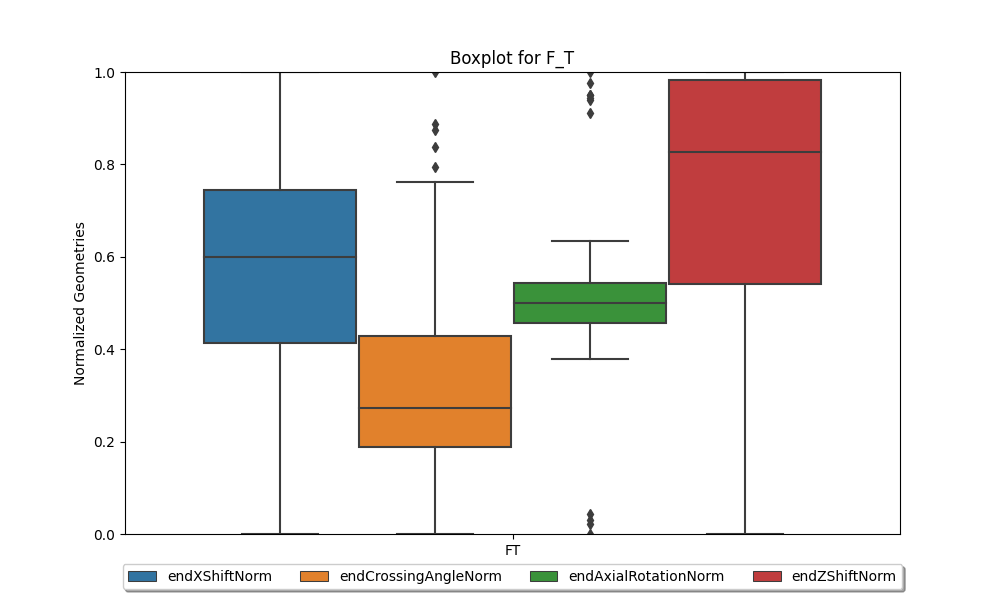 Boxplot for F_T
1.0
0.8
0.6
0.4
0.2
0.0
Normalized Geometries
FT
endXShiftNorm endCrossingAngleNorm endAxialRotationNorm endZShiftNorm